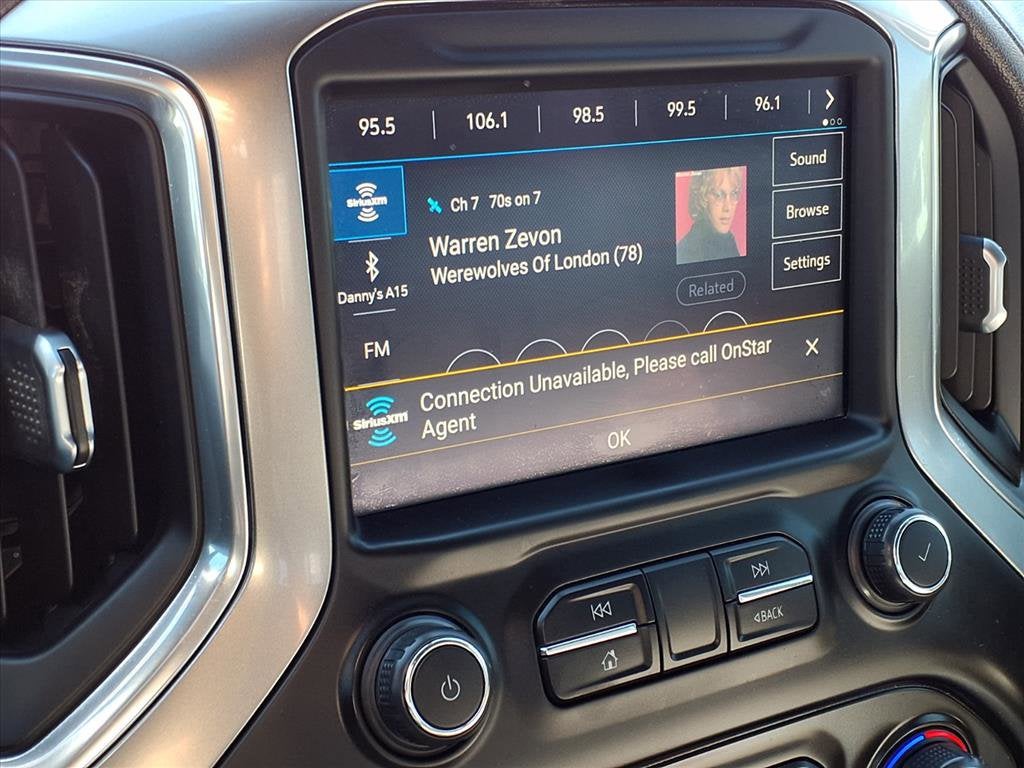 95.5 106.1 98.5 99.5 96.1
SiriusXM
Ch 7 70s on 7
Sound
Warren Zevon
Browse
Werewolves Of London (78)
Settings
Danny's A15
Related
FM
Connection Unavailable, Please call OnStar
Agent
SiriusXM
OK
BACK